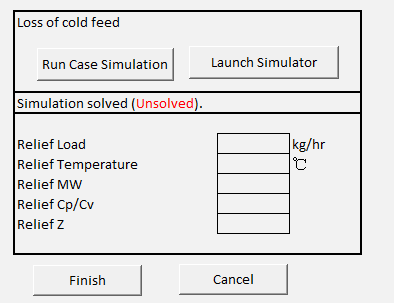 Loss of cold feed
Run Case Simulation
Launch Simulator
Simulation solved (Unsolved).
Relief Load kg/hr
Relief Temperature ℃
Relief MW
Relief Cp/Cv
Relief Z
Finish
Cancel